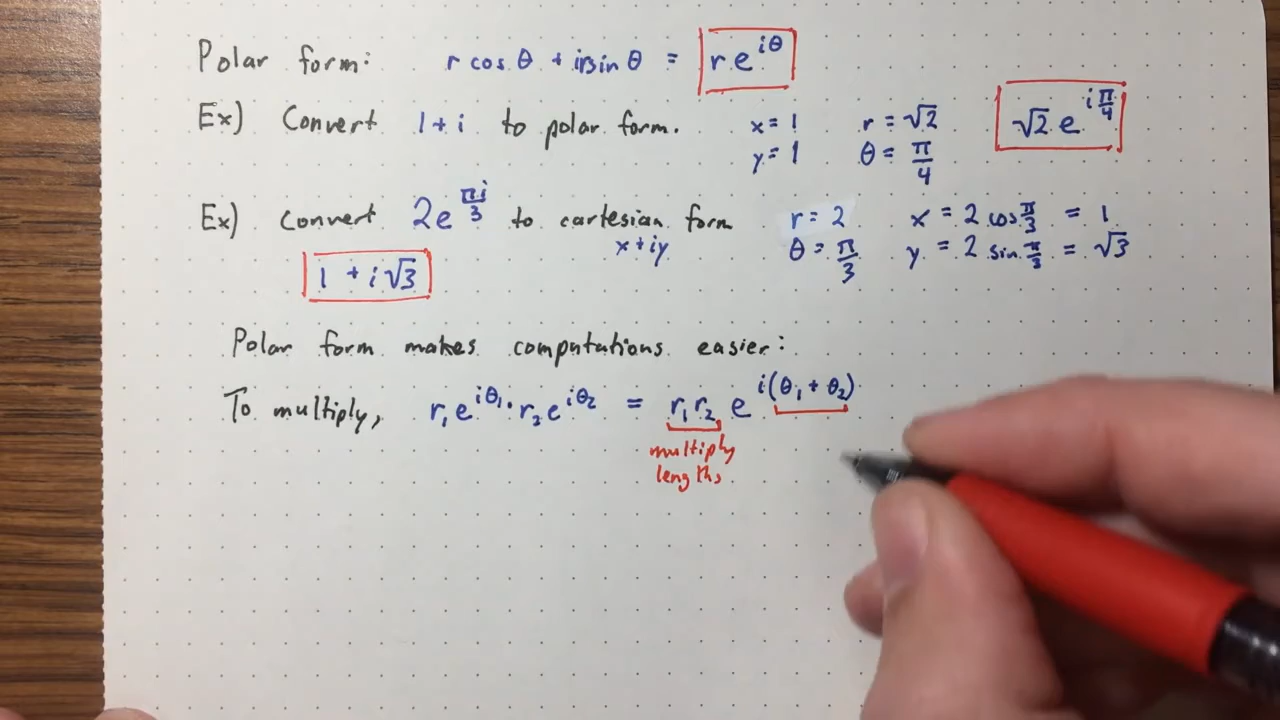 Polar form: r cos θ + i r sin θ = r e^{iθ}
Ex) Convert 1 + i to polar form. x = 1 r = √2 √2 e^{i π/4}
y = 1 θ = π/4
Ex) Convert 2e^{πi/3} to cartesian form r = 2 x = 2 cos π/3 = 1
x + iy θ = π/3 y = 2 sin π/3 = √3
1 + i√3
Polar form makes computations easier:
To multiply, r₁e^{iθ₁} · r₂e^{iθ₂} = r₁r₂ e^{i(θ₁ + θ₂)}
multiply
lengths